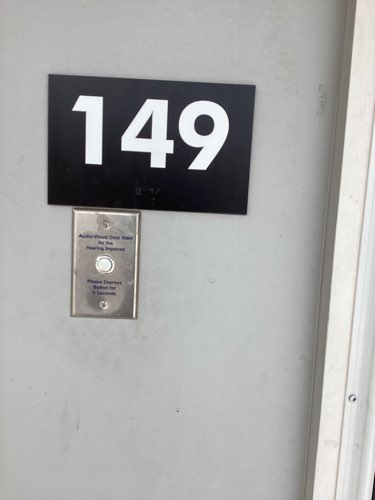 149
Audio-Visual Door Alert
for the
Hearing Impaired
Please Depress
Button for
5 Seconds